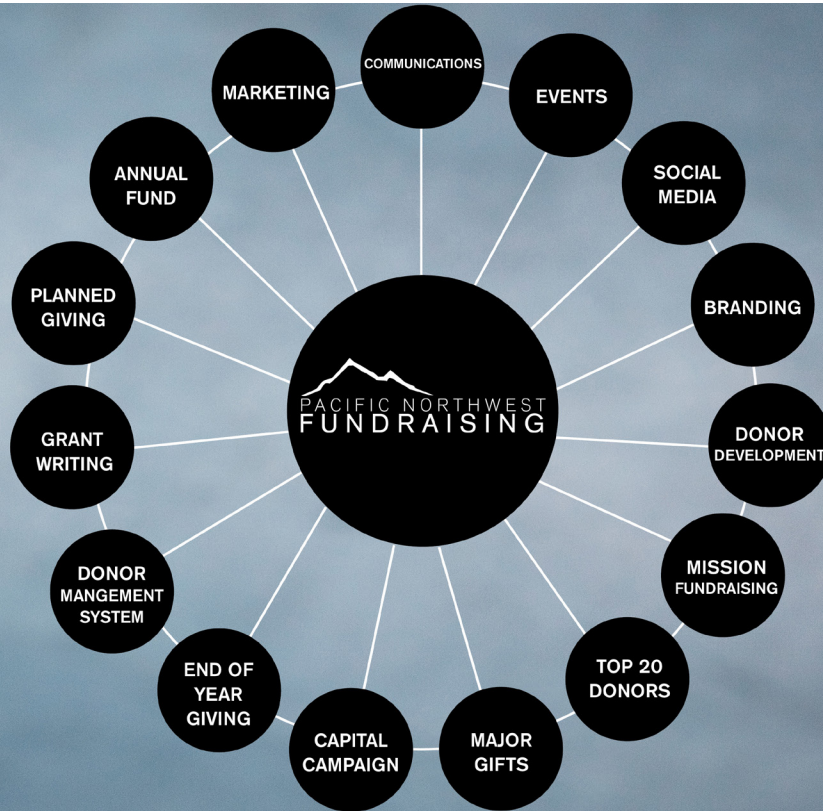 COMMUNICATIONS
EVENTS
SOCIAL
MEDIA
BRANDING
DONOR
DEVELOPMENT
MISSION
FUNDRAISING
TOP 20
DONORS
MAJOR
GIFTS
CAPITAL
CAMPAIGN
END OF
YEAR
GIVING
DONOR
MANGEMENT
SYSTEM
GRANT
WRITING
PLANNED
GIVING
ANNUAL
FUND
MARKETING
PACIFIC NORTHWEST
FUNDRAISING